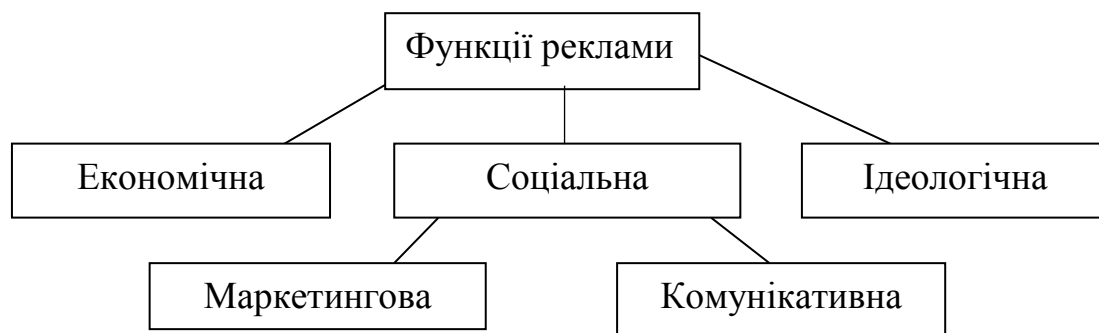 Функції реклами
Економічна
Соціальна
Ідеологічна
Маркетингова
Комунікативна